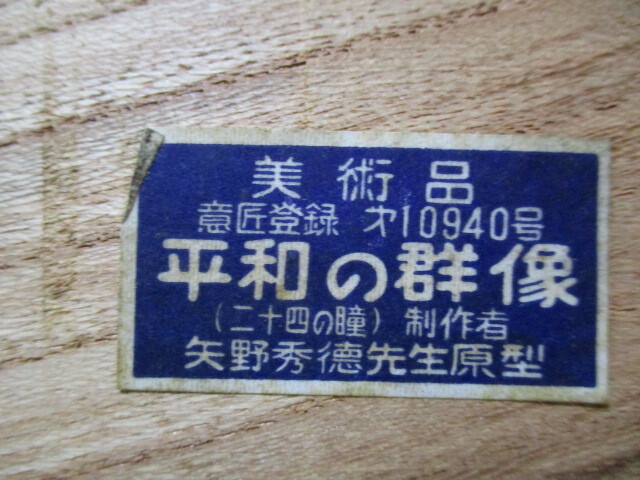 美術品
意匠登録 㐧10940号
平和の群像
(二十四の瞳) 制作者
矢野秀徳先生原型